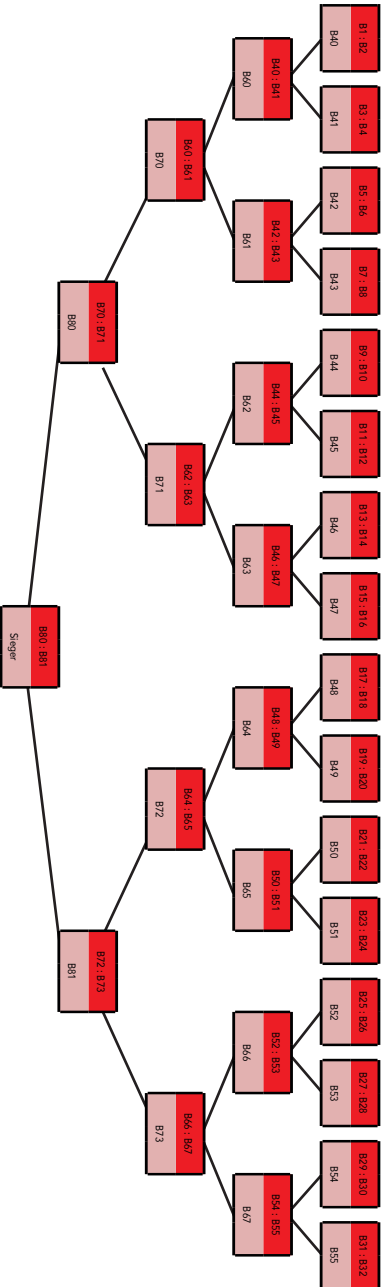 B1 : B2
B40
B3 : B4
B41
B5 : B6
B42
B7 : B8
B43
B9 : B10
B44
B11 : B12
B45
B13 : B14
B46
B15 : B16
B47
B17 : B18
B48
B19 : B20
B49
B21 : B22
B50
B23 : B24
B51
B25 : B26
B52
B27 : B28
B53
B29 : B30
B54
B31 : B32
B55
B40 : B41
B60
B42 : B43
B61
B44 : B45
B62
B46 : B47
B63
B48 : B49
B64
B50 : B51
B65
B52 : B53
B66
B54 : B55
B67
B60 : B61
B70
B62 : B63
B71
B64 : B65
B72
B66 : B67
B73
B70 : B71
B80
B72 : B73
B81
B80 : B81
Sieger